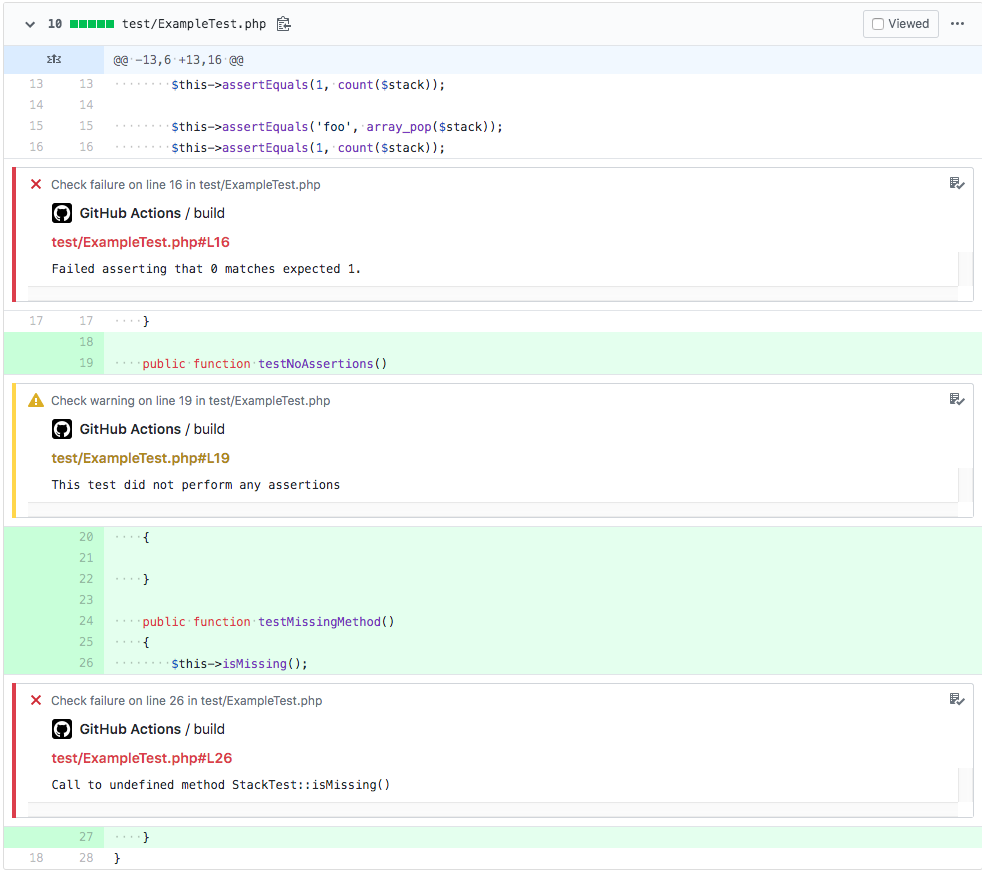 10 test/ExampleTest.php Viewed
@@ -13,6 +13,16 @@
13 13 $this->assertEquals(1, count($stack));
14 14
15 15 $this->assertEquals('foo', array_pop($stack));
16 16 $this->assertEquals(1, count($stack));
Check failure on line 16 in test/ExampleTest.php
GitHub Actions / build
test/ExampleTest.php#L16
Failed asserting that 0 matches expected 1.
17 17 }
18
19 public function testNoAssertions()
Check warning on line 19 in test/ExampleTest.php
GitHub Actions / build
test/ExampleTest.php#L19
This test did not perform any assertions
20 {
21
22 }
23
24 public function testMissingMethod()
25 {
26 $this->isMissing();
Check failure on line 26 in test/ExampleTest.php
GitHub Actions / build
test/ExampleTest.php#L26
Call to undefined method StackTest::isMissing()
27 }
18 28 }